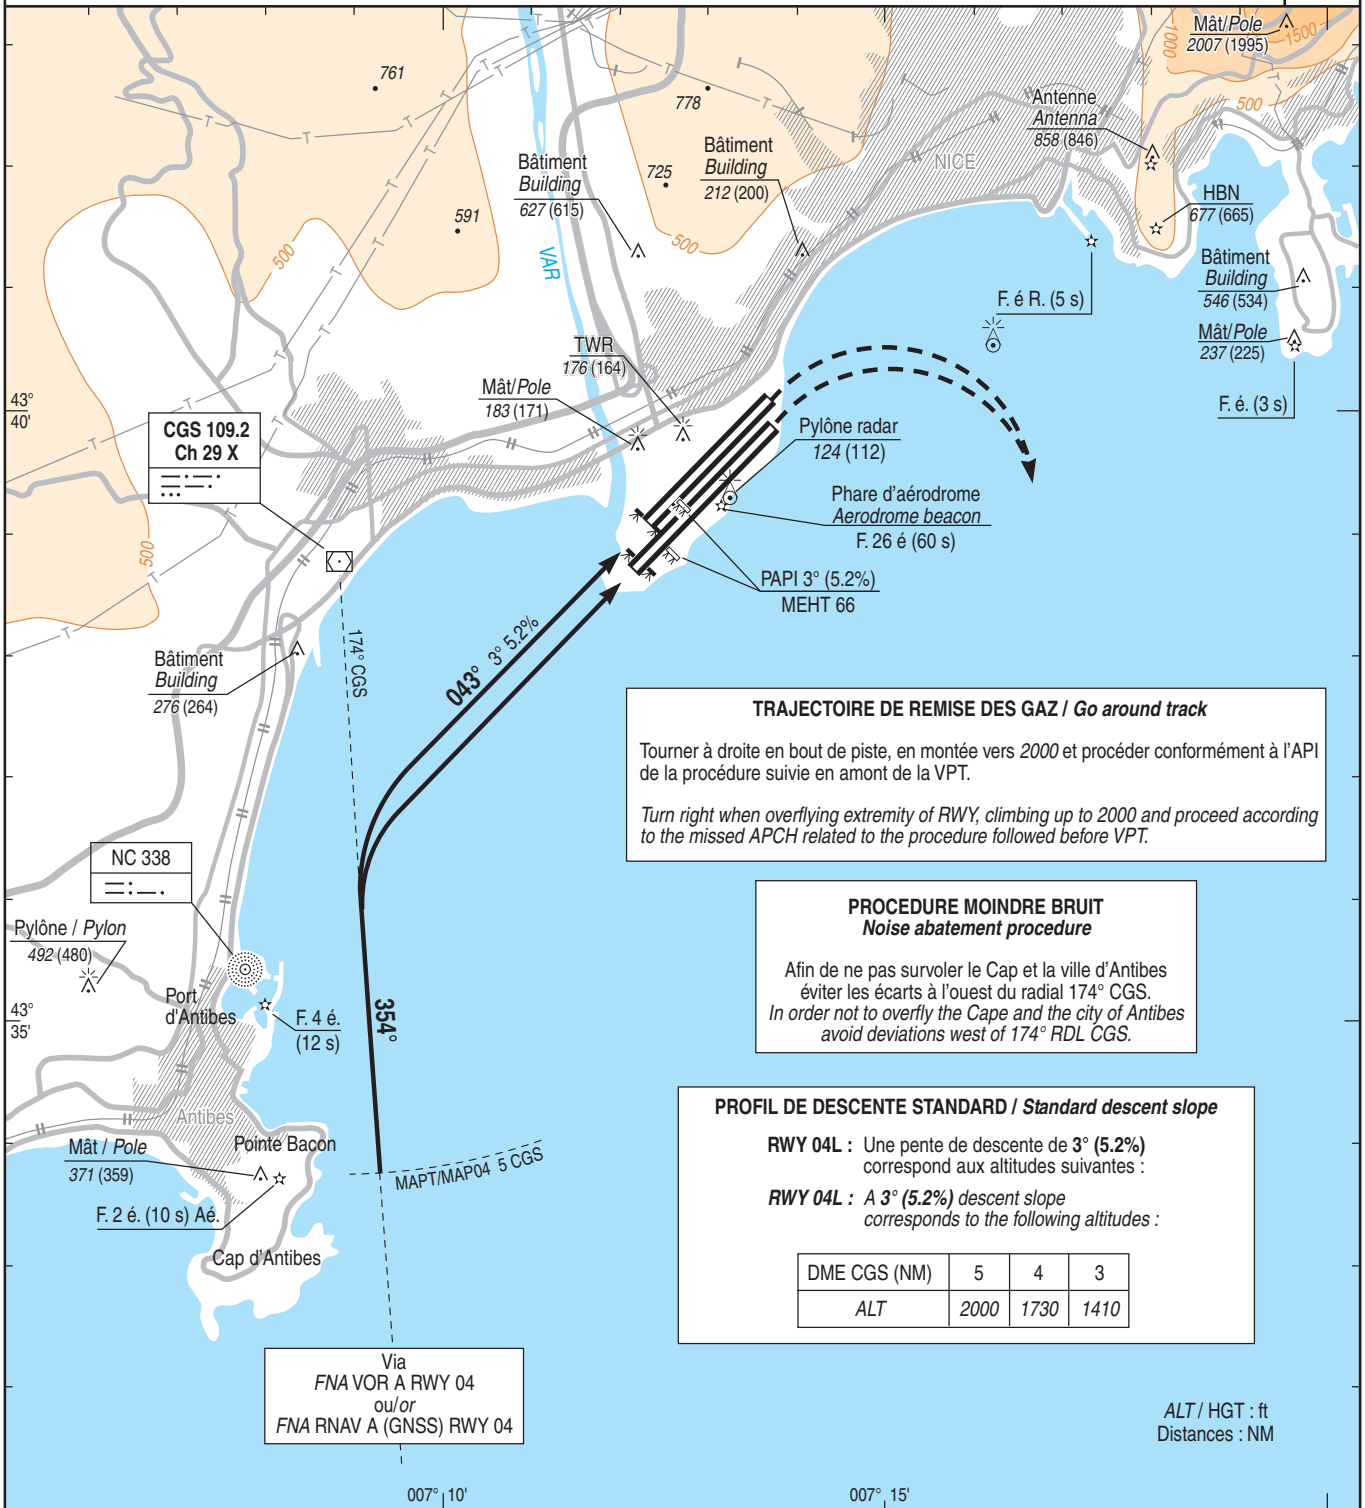 Mât/Pole
2007 (1995)
1500
1000
500
761
778
Antenne
Antenna
858 (846)
Bâtiment
Building
627 (615)
725
Bâtiment
Building
212 (200)
NICE
HBN
677 (665)
591
500
500
VAR
Bâtiment
Building
546 (534)
F. é R. (5 s)
Mât/Pole
237 (225)
TWR
176 (164)
Mât/Pole
183 (171)
F. é. (3 s)
43°
40'
CGS 109.2
Ch 29 X
Pylône radar
124 (112)
Phare d'aérodrome
Aerodrome beacon
F. 26 é (60 s)
500
PAPI 3° (5.2%)
MEHT 66
174° CGS
043° 3° 5.2%
Bâtiment
Building
276 (264)
TRAJECTOIRE DE REMISE DES GAZ / Go around track
Tourner à droite en bout de piste, en montée vers 2000 et procéder conformément à l'API
de la procédure suivie en amont de la VPT.
Turn right when overflying extremity of RWY, climbing up to 2000 and proceed according
to the missed APCH related to the procedure followed before VPT.
NC 338
PROCEDURE MOINDRE BRUIT
Noise abatement procedure
Afin de ne pas survoler le Cap et la ville d'Antibes
éviter les écarts à l'ouest du radial 174° CGS.
In order not to overfly the Cape and the city of Antibes
avoid deviations west of 174° RDL CGS.
Pylône / Pylon
492 (480)
Port
d'Antibes
43°
35'
F. 4 é.
(12 s)
354°
Antibes
PROFIL DE DESCENTE STANDARD / Standard descent slope
RWY 04L : Une pente de descente de 3° (5.2%)
correspond aux altitudes suivantes :
RWY 04L : A 3° (5.2%) descent slope
corresponds to the following altitudes :
DME CGS (NM) 5 4 3
ALT 2000 1730 1410
Pointe Bacon
Mât / Pole
371 (359)
MAPT/MAP04 5 CGS
F. 2 é. (10 s) Aé.
Cap d'Antibes
Via
FNA VOR A RWY 04
ou/or
FNA RNAV A (GNSS) RWY 04
ALT / HGT : ft
Distances : NM
007° 10'
007° 15'